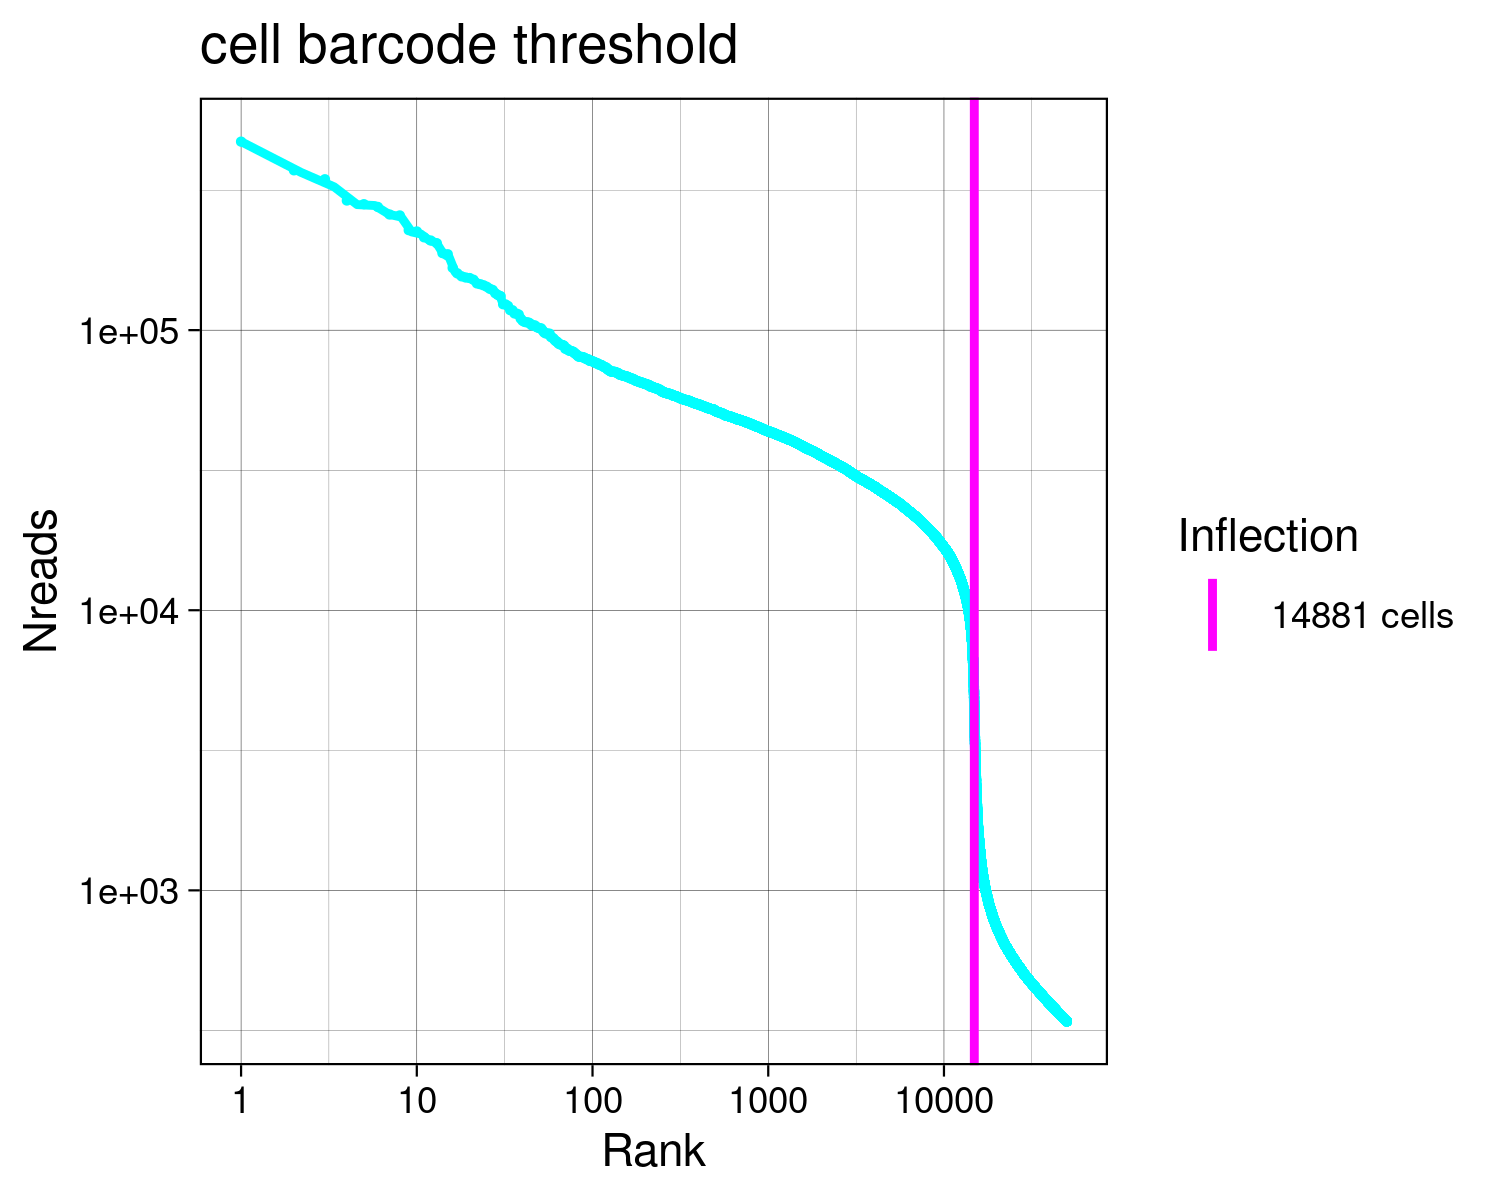 cell barcode threshold
1e+05
1e+04
1e+03
Nreads
1 10 100 1000 10000
Rank
Inflection
14881 cells